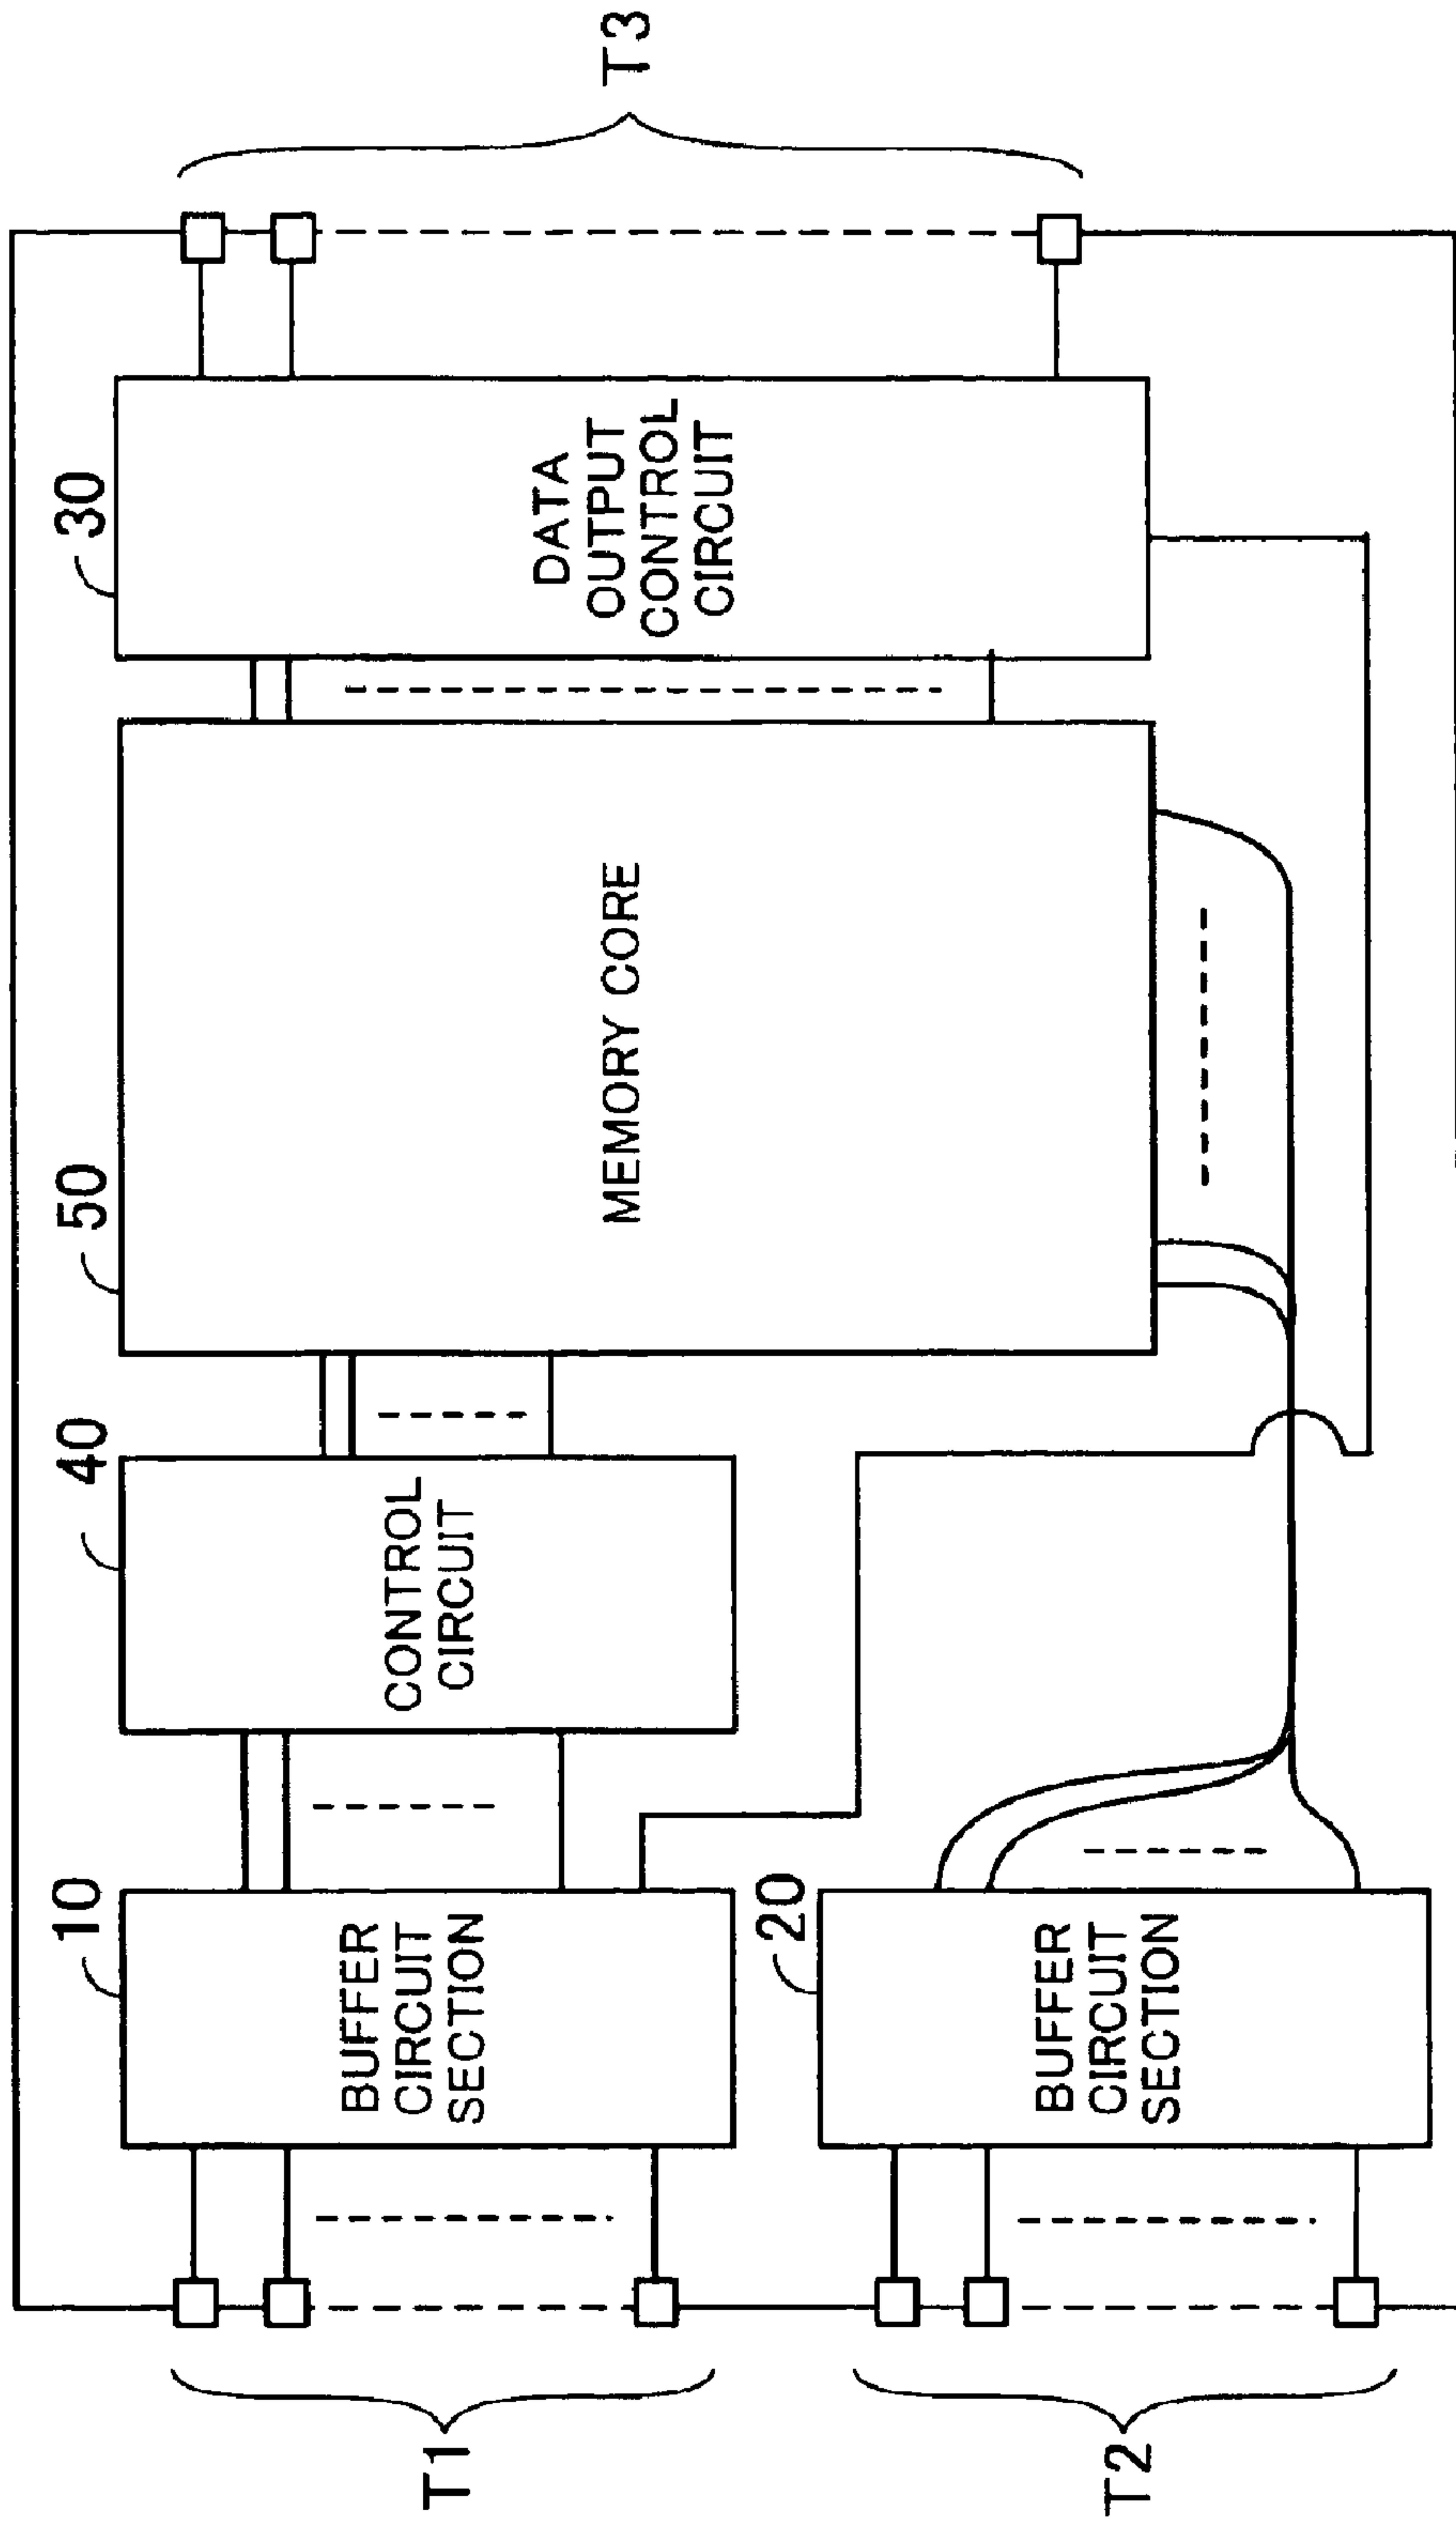 T1
10
BUFFER
CIRCUIT
SECTION
40
CONTROL
CIRCUIT
50
MEMORY CORE
30
DATA
OUTPUT
CONTROL
CIRCUIT
T3
T2
20
BUFFER
CIRCUIT
SECTION